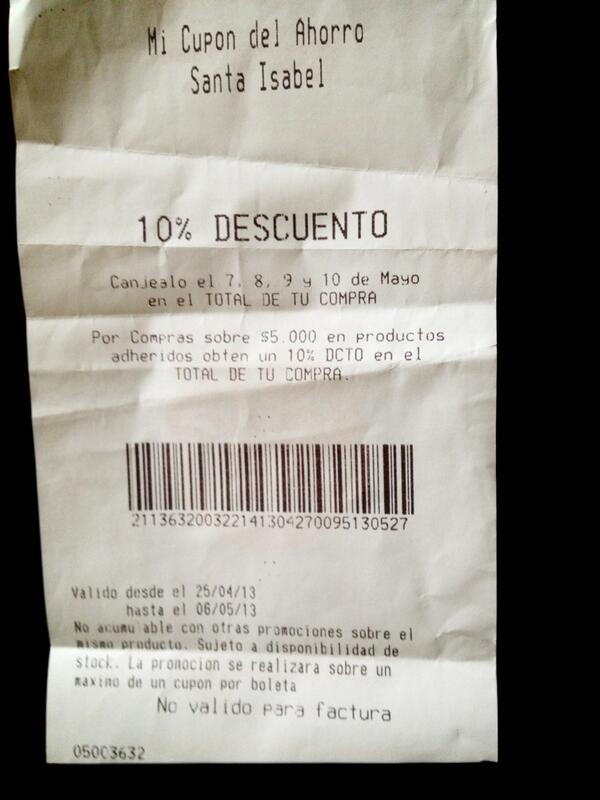 Mi Cupon del Ahorro
Santa Isabel
10% DESCUENTO
Canjealo el 7, 8, 9 y 10 de Mayo
en el TOTAL DE TU COMPRA
Por Compras sobre $5.000 en productos
adheridos obten un 10% DCTO en el
TOTAL DE TU COMPRA.
211363200322141304270095130527
Valido desde el 25/04/13
hasta el 06/05/13
No acumulable con otras promociones sobre el
mismo producto. Sujeto a disponibilidad de
stock. La promocion se realizara sobre un
maximo de un cupon por boleta
No valido para factura
05003632